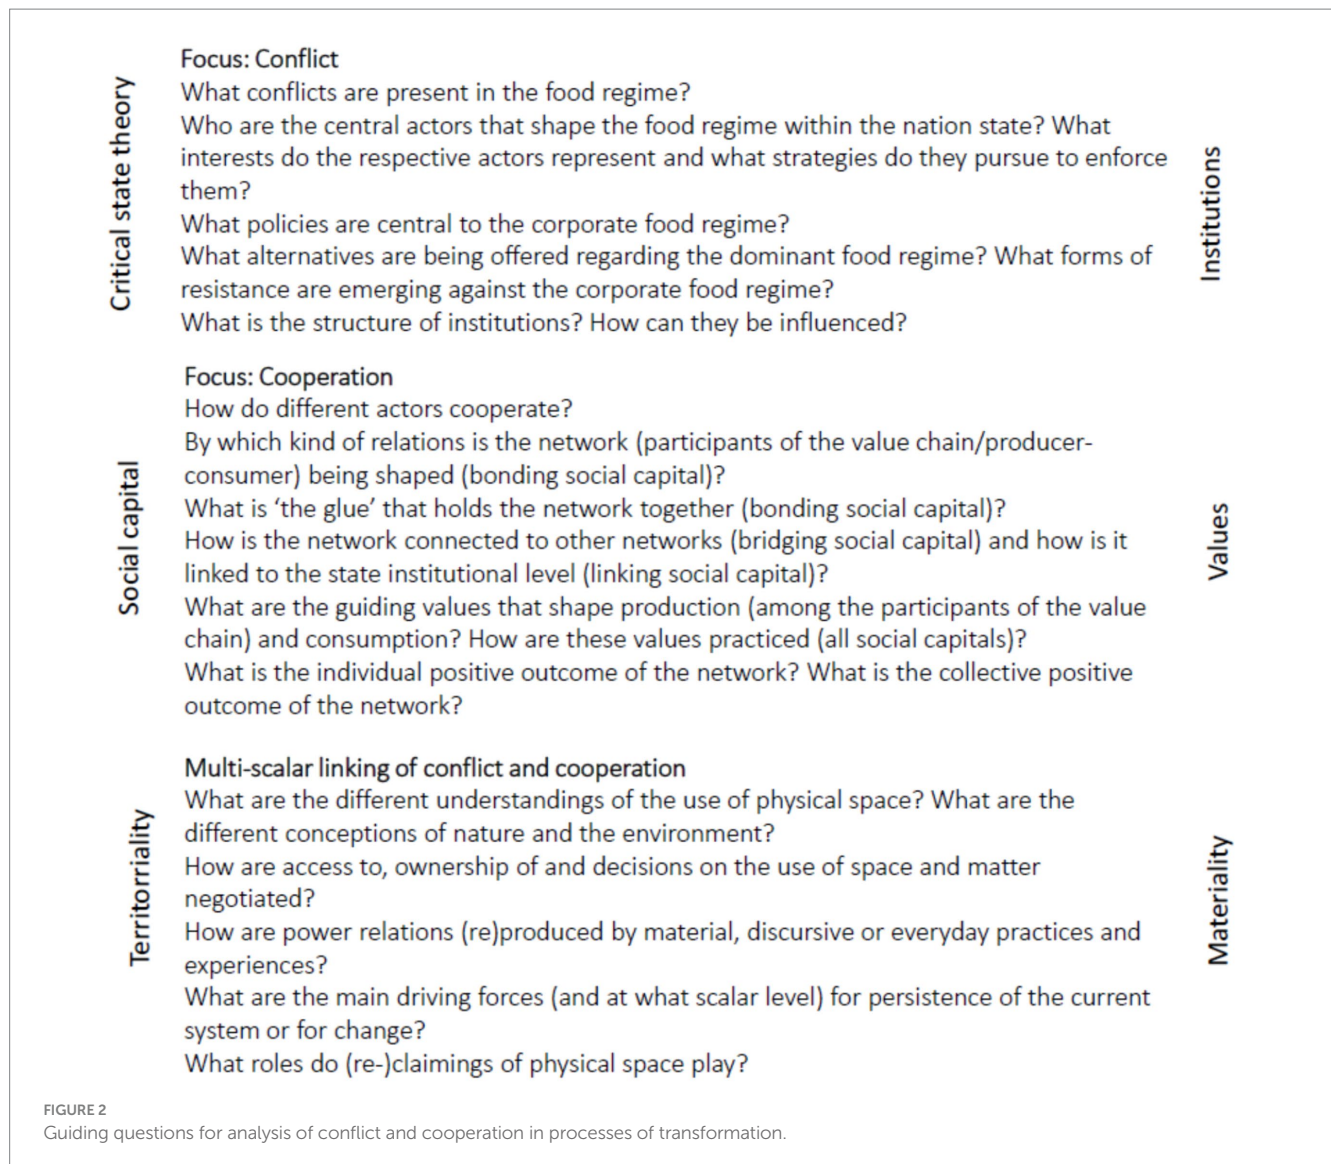 Critical state theory
Focus: Conflict
What conflicts are present in the food regime?
Who are the central actors that shape the food regime within the nation state? What
interests do the respective actors represent and what strategies do they pursue to enforce
them?
What policies are central to the corporate food regime?
What alternatives are being offered regarding the dominant food regime? What forms of
resistance are emerging against the corporate food regime?
What is the structure of institutions? How can they be influenced?
Institutions
Social capital
Focus: Cooperation
How do different actors cooperate?
By which kind of relations is the network (participants of the value chain/producer-
consumer) being shaped (bonding social capital)?
What is ‘the glue’ that holds the network together (bonding social capital)?
How is the network connected to other networks (bridging social capital) and how is it
linked to the state institutional level (linking social capital)?
What are the guiding values that shape production (among the participants of the value
chain) and consumption? How are these values practiced (all social capitals)?
What is the individual positive outcome of the network? What is the collective positive
outcome of the network?
Values
Territorriality
Multi-scalar linking of conflict and cooperation
What are the different understandings of the use of physical space? What are the
different conceptions of nature and the environment?
How are access to, ownership of and decisions on the use of space and matter
negotiated?
How are power relations (re)produced by material, discursive or everyday practices and
experiences?
What are the main driving forces (and at what scalar level) for persistence of the current
system or for change?
What roles do (re-)claimings of physical space play?
Materiality
FIGURE 2
Guiding questions for analysis of conflict and cooperation in processes of transformation.